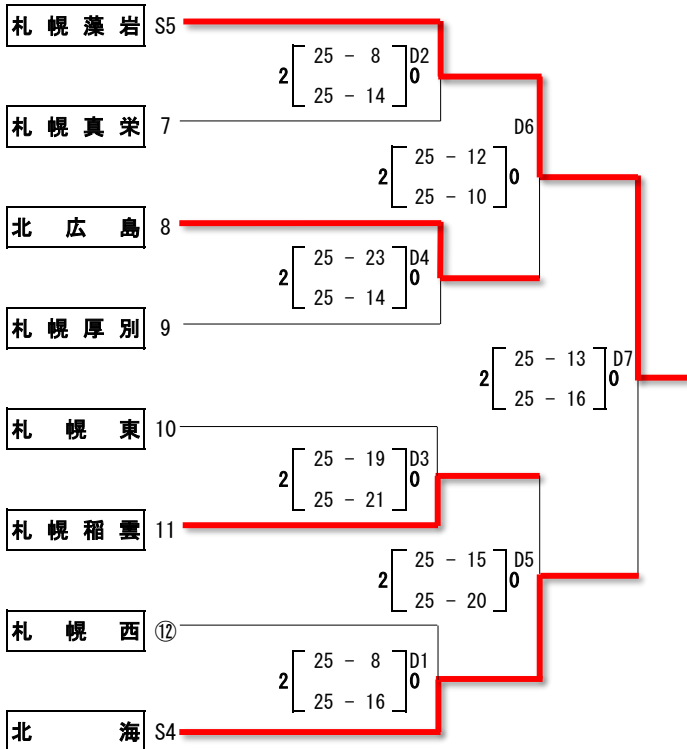 札幌藻岩 S5
25 - 8 D2
2 0
25 - 14
札幌真栄 7
D6
25 - 12
2 0
25 - 10
北広島 8
25 - 23 D4
2 0
25 - 14
札幌厚別 9
25 - 13 D7
2 0
25 - 16
札幌東 10
25 - 19 D3
2 0
25 - 21
札幌稲雲 11
25 - 15 D5
2 0
25 - 20
札幌西 ⑫
25 - 8 D1
2 0
25 - 16
北海 S4